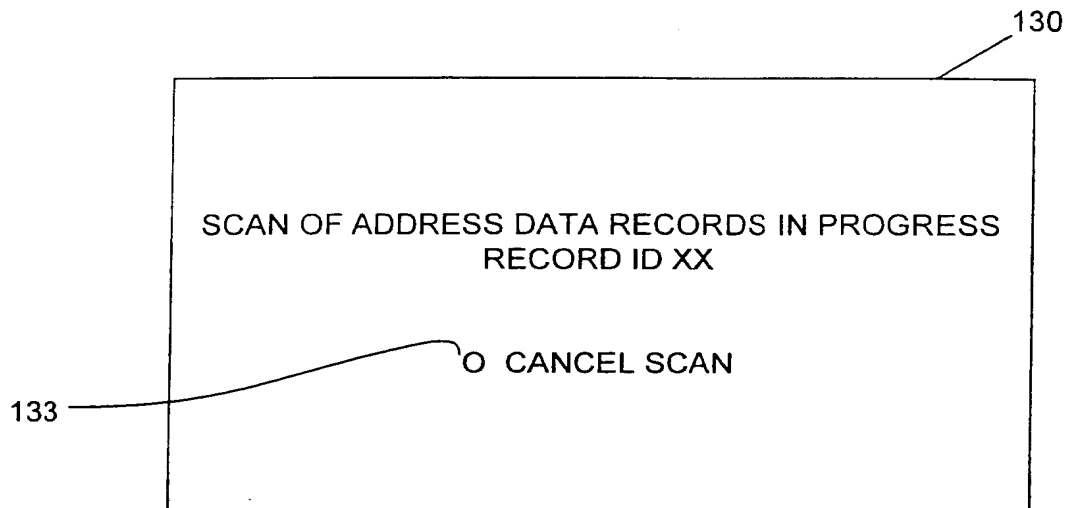 130
SCAN OF ADDRESS DATA RECORDS IN PROGRESS
RECORD ID XX
O CANCEL SCAN
133